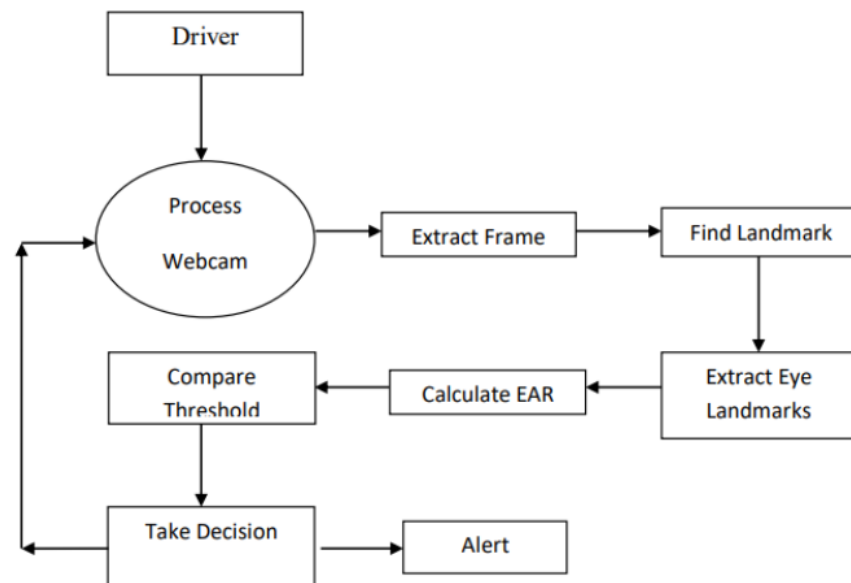 Driver
Process
Webcam
Extract Frame
Find Landmark
Extract Eye
Landmarks
Calculate EAR
Compare
Threshold
Take Decision
Alert